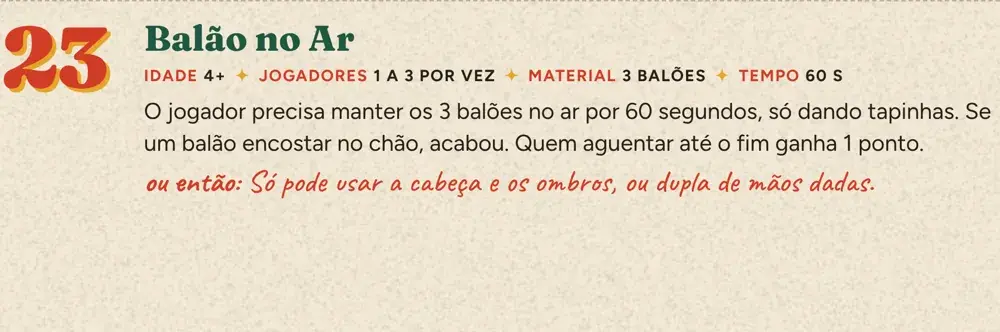 23
Balão no Ar
IDADE 4+ ✦ JOGADORES 1 A 3 POR VEZ ✦ MATERIAL 3 BALÕES ✦ TEMPO 60 S
O jogador precisa manter os 3 balões no ar por 60 segundos, só dando tapinhas. Se
um balão encostar no chão, acabou. Quem aguentar até o fim ganha 1 ponto.
ou então: Só pode usar a cabeça e os ombros, ou dupla de mãos dadas.